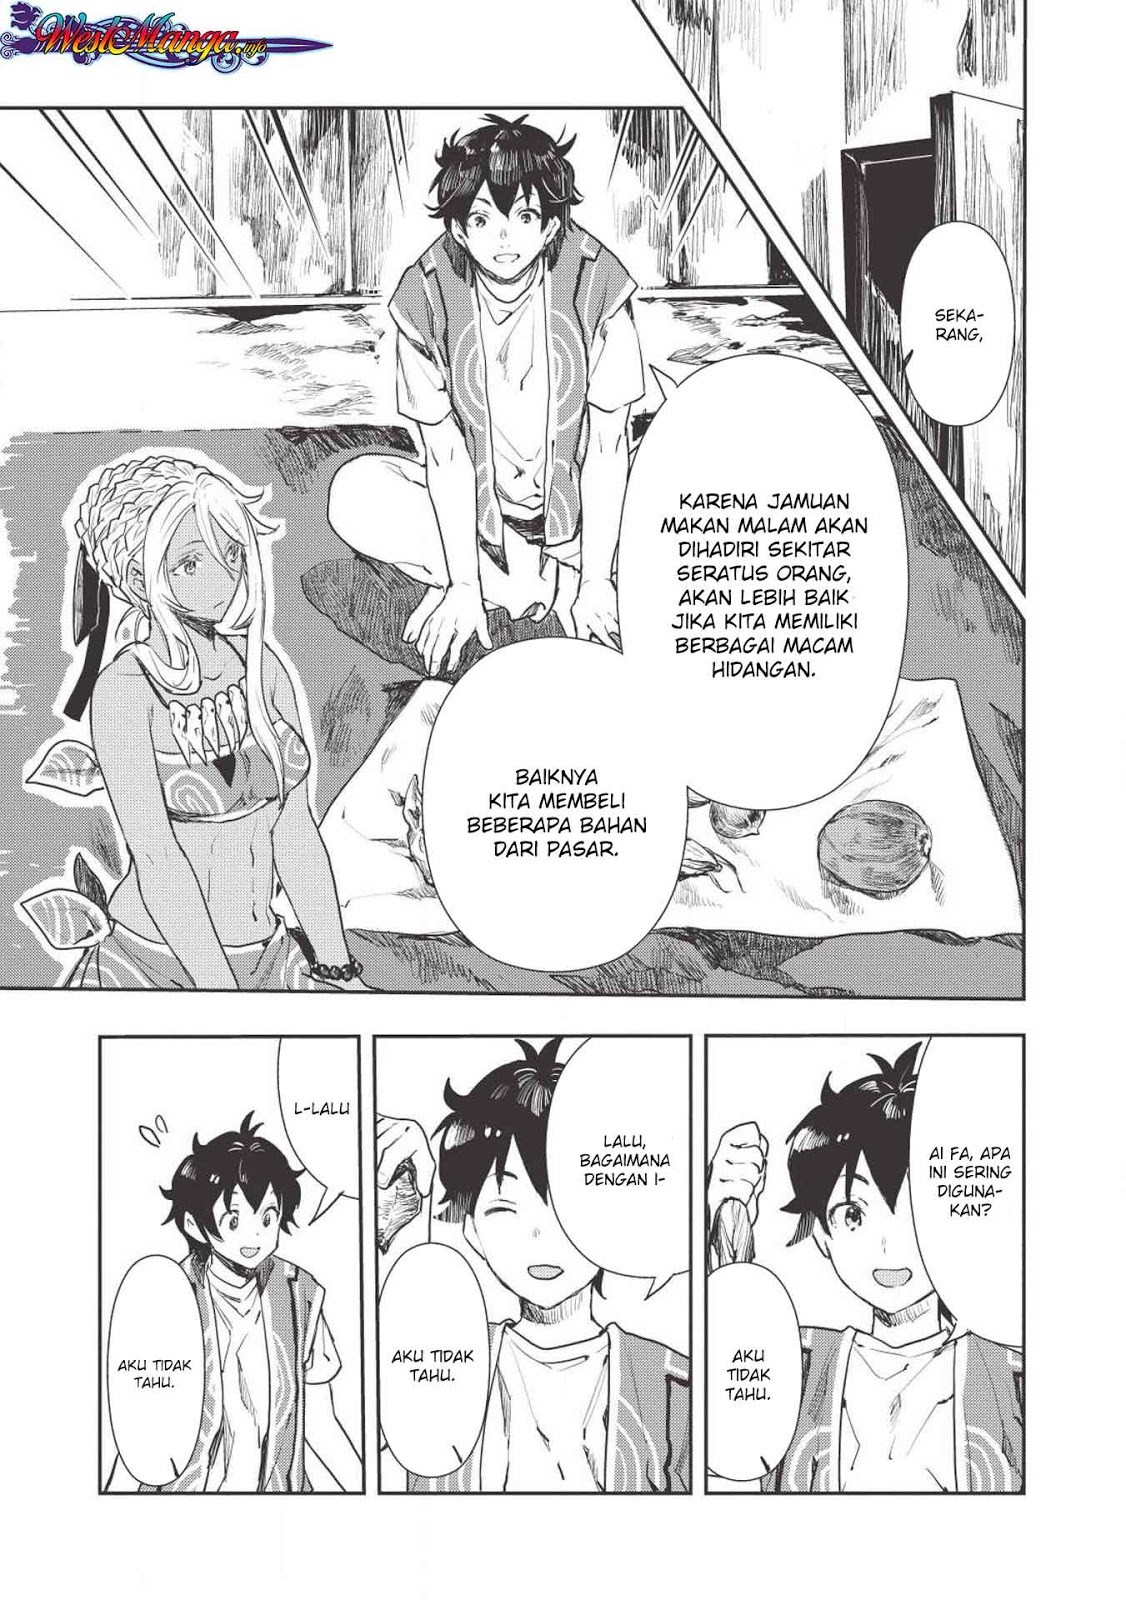 WestManga.info
SEKA-
RANG,
KARENA JAMUAN
MAKAN MALAM AKAN
DIHADIRI SEKITAR
SERATUS ORANG,
AKAN LEBIH BAIK
JIKA KITA MEMILIKI
BERBAGAI MACAM
HIDANGAN.
BAIKNYA
KITA MEMBELI
BEBERAPA BAHAN
DARI PASAR.
AI FA, APA
INI SERING
DIGUNA-
KAN?
AKU
TIDAK
TAHU.
LALU,
BAGAIMANA
DENGAN I-
AKU TIDAK
TAHU.
L-LALU
AKU TIDAK
TAHU.